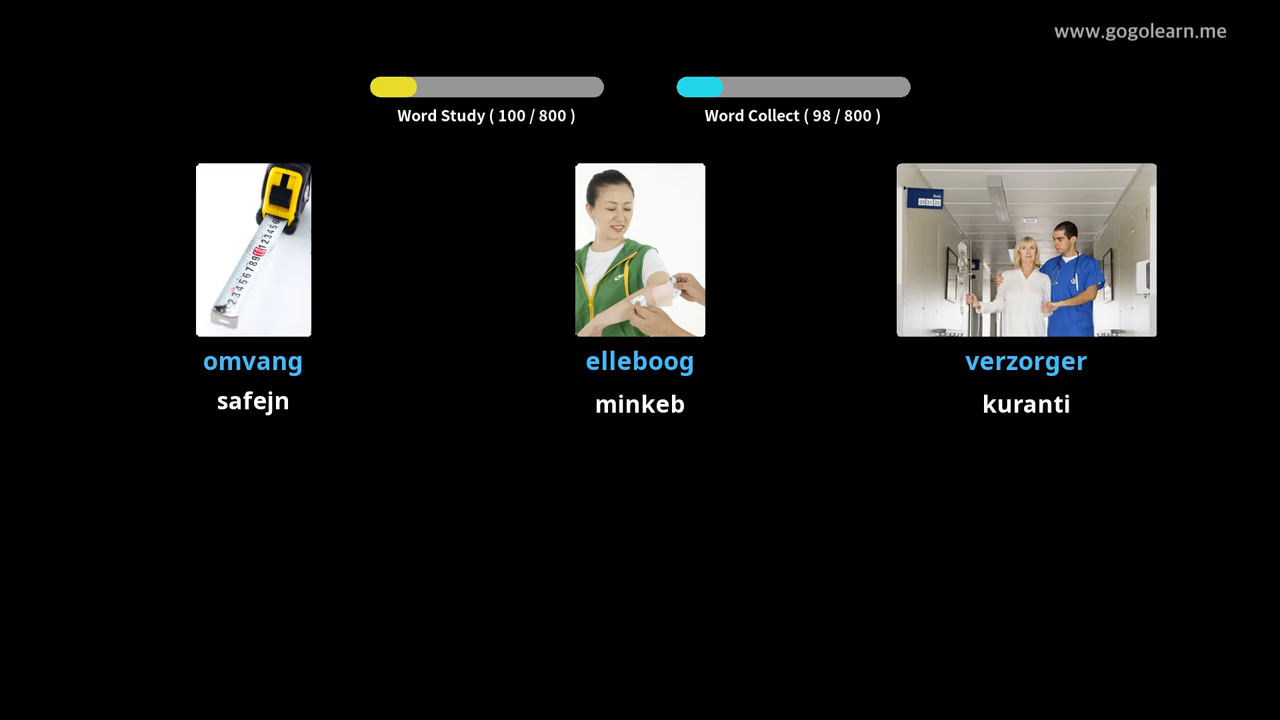 www.gogolearn.me
Word Study ( 100 / 800 )
Word Collect ( 98 / 800 )
omvang
elleboog
verzorger
safejn
minkeb
kuranti